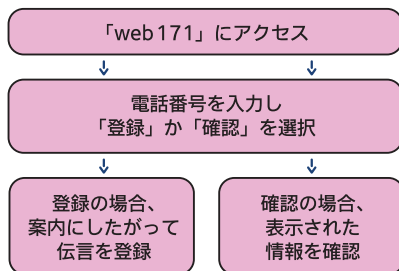 「web171」にアクセス
電話番号を入力し
「登録」か「確認」を選択
登録の場合、
案内にしたがって
伝言を登録
確認の場合、
表示された
情報を確認